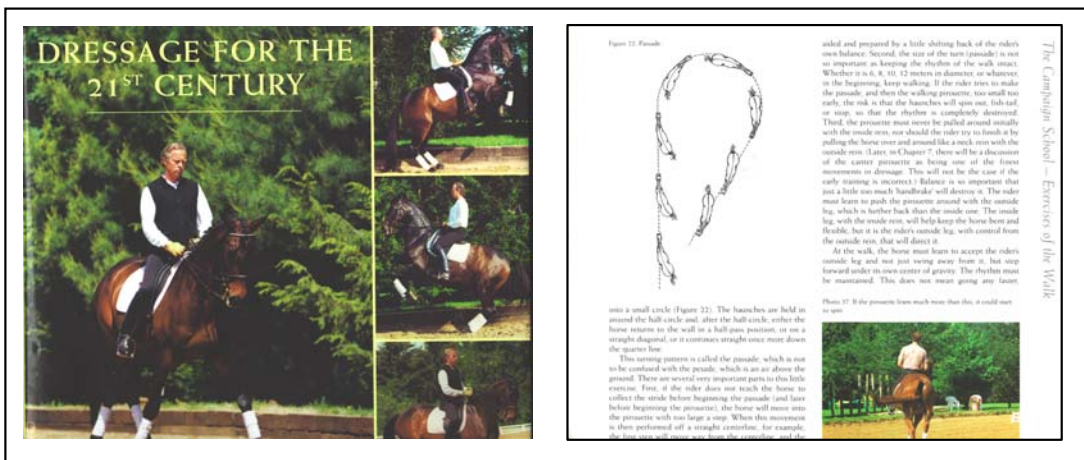 DRESSAGE FOR THE
21ST CENTURY
Figure 22. Passade
into a small circle (Figure 22). The haunches are held in
around the half-circle and, after the half-circle, either the
horse returns to the wall in a half-pass position, or on a
straight diagonal, or it continues straight once more down
the quarter line.
This turning pattern is called the passade, which is not
to be confused with the pesade, which is an air above the
ground. There are several very important parts to this little
exercise. First, if the rider does not teach the horse to
collect the stride before beginning the passade (and later
before beginning the pirouette), the horse will move into
the pirouette with too large a step. When this movement
is then performed off a straight centerline, for example,
the first step will move way from the centerline, and the
aided and prepared by a little shifting back of the rider's
own balance. Second, the size of the turn (passade) is not
so important as keeping the rhythm of the walk intact.
Whether it is 6, 8, 10, 12 meters in diameter, or whatever,
in the beginning, keep walking. If the rider tries to make
the passade, and then the walking pirouette, too small too
early, the risk is that the haunches will spin out, fish-tail,
or stop, so that the rhythm is completely destroyed.
Third, the pirouette must never be pulled around initially
with the inside rein, nor should the rider try to finish it by
pulling the horse over and around like a neck rein with the
outside rein. (Later, in Chapter 7, there will be a discussion
of the canter pirouette as being one of the finest
movements in dressage. This will not be the case if the
early training is incorrect.) Balance is so important that
just a little too much 'handbrake' will destroy it. The rider
must learn to push the pirouette around with the outside
leg, which is further back than the inside one. The inside
leg, with the inside rein, will help keep the horse bent and
flexible, but it is the rider's outside leg, with control from
the outside rein, that will direct it.
At the walk, the horse must learn to accept the rider's
outside leg and not just swing away from it, but step
forward under its own center of gravity. The rhythm must
be maintained. This does not mean going any faster,
Photo 37 If the pirouette leans much more than this, it could start
to spin
The Campaign School – Exercises of the Walk